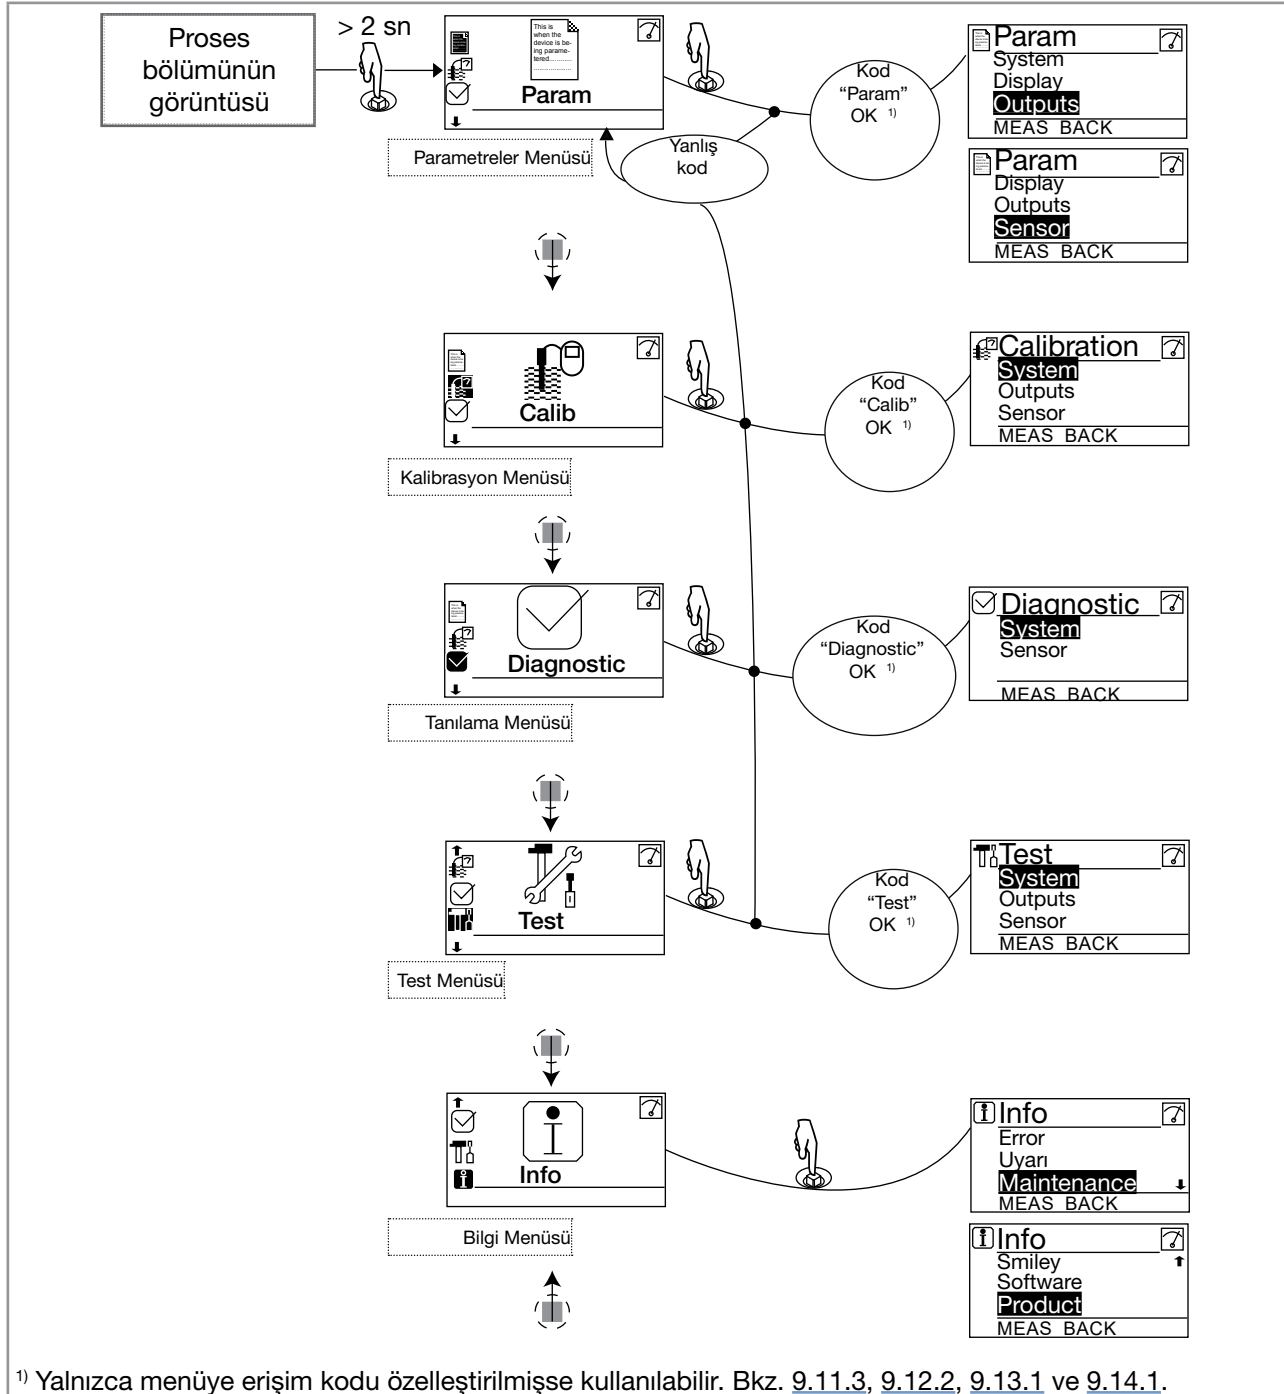 Proses
bölümünün
görüntüsü
> 2 sn
This is
when the
device is be-
ing parame-
tered
Param
Parametreler Menüsü
Yanlış
kod
Kod
“Param”
OK 1)
Param
System
Display
Outputs
MEAS BACK
Param
Display
Outputs
Sensor
MEAS BACK
Calib
Kalibrasyon Menüsü
Kod
“Calib”
OK 1)
Calibration
System
Outputs
Sensor
MEAS BACK
Diagnostic
Tanılama Menüsü
Kod
“Diagnostic”
OK 1)
Diagnostic
System
Sensor
MEAS BACK
Test
Test Menüsü
Kod
“Test”
OK 1)
Test
System
Outputs
Sensor
MEAS BACK
Info
Bilgi Menüsü
Info
Error
Uyarı
Maintenance
MEAS BACK
Info
Smiley
Software
Product
MEAS BACK
1) Yalnızca menüye erişim kodu özelleştirilmişse kullanılabilir. Bkz. 9.11.3, 9.12.2, 9.13.1 ve 9.14.1.